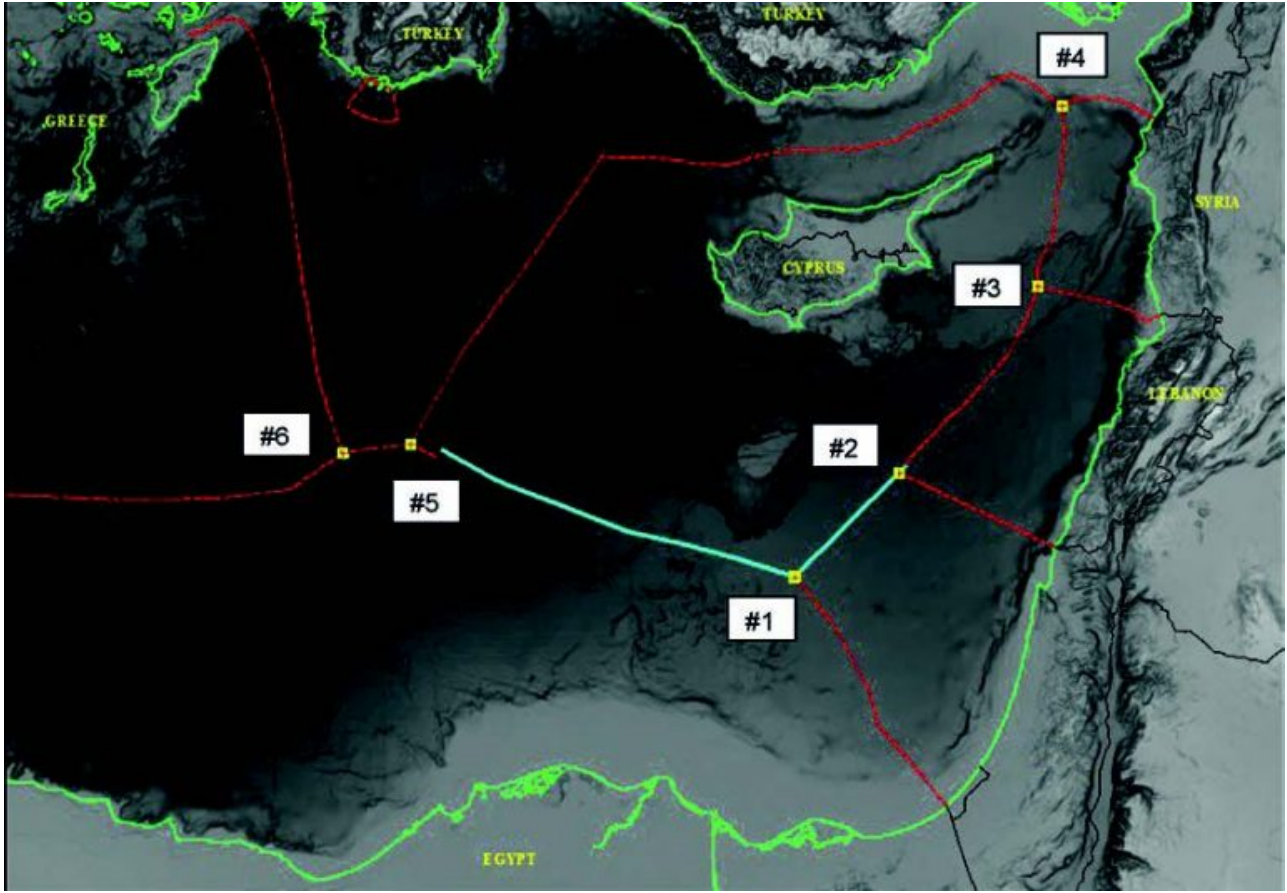 TURKEY
TURKEY
#4
GREECE
SYRIA
CYPRUS
#3
LEBANON
#6
#2
#5
#1
EGYPT